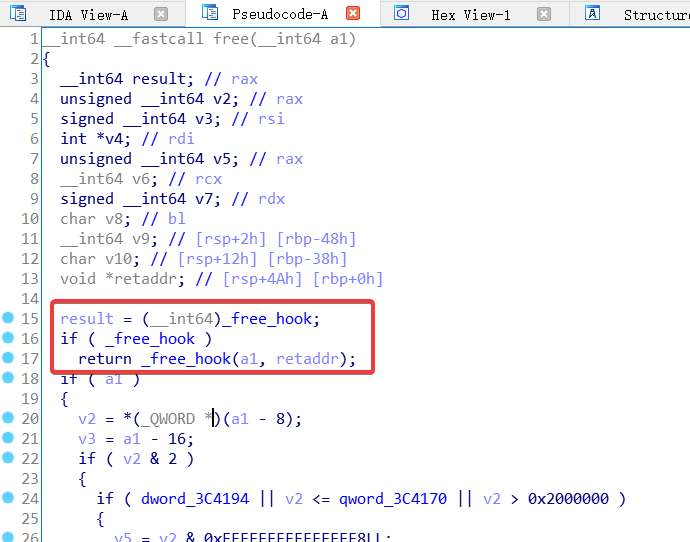 IDA View-A Pseudocode-A Hex View-1 Structure
1 __int64 __fastcall free(__int64 a1)
2 {
3 __int64 result; // rax
4 unsigned __int64 v2; // rax
5 signed __int64 v3; // rsi
6 int *v4; // rdi
7 unsigned __int64 v5; // rax
8 __int64 v6; // rcx
9 signed __int64 v7; // rdx
10 char v8; // bl
11 __int64 v9; // [rsp+2h] [rbp-48h]
12 char v10; // [rsp+12h] [rbp-38h]
13 void *retaddr; // [rsp+4Ah] [rbp+0h]
14
15 result = (__int64)_free_hook;
16 if ( _free_hook )
17 return _free_hook(a1, retaddr);
18 if ( a1 )
19 {
20 v2 = *(_QWORD *)(a1 - 8);
21 v3 = a1 - 16;
22 if ( v2 & 2 )
23 {
24 if ( dword_3C4194 || v2 <= qword_3C4170 || v2 > 0x2000000 )
25 {
26 v5 = v2 &